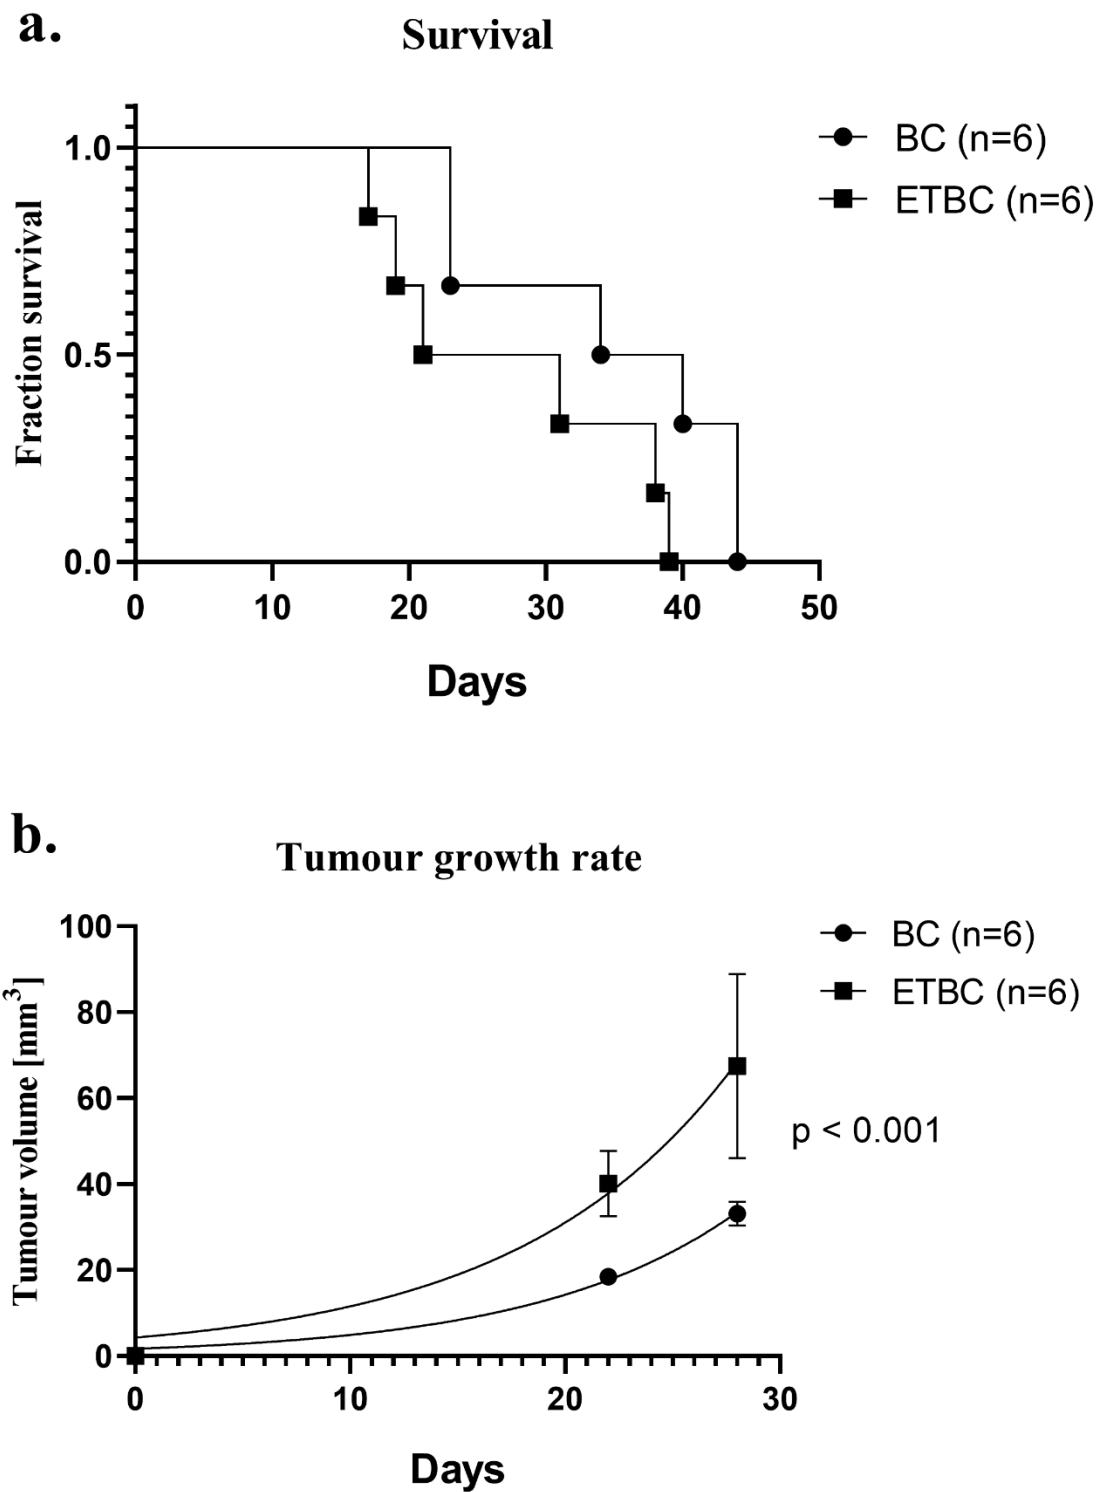 a.
Survival
Fraction survival
1.0
0.5
0.0
0 10 20 30 40 50
Days
BC (n=6)
ETBC (n=6)
b.
Tumour growth rate
Tumour volume [mm³]
100
80
60
40
20
0
0 10 20 30
Days
BC (n=6)
ETBC (n=6)
p < 0.001